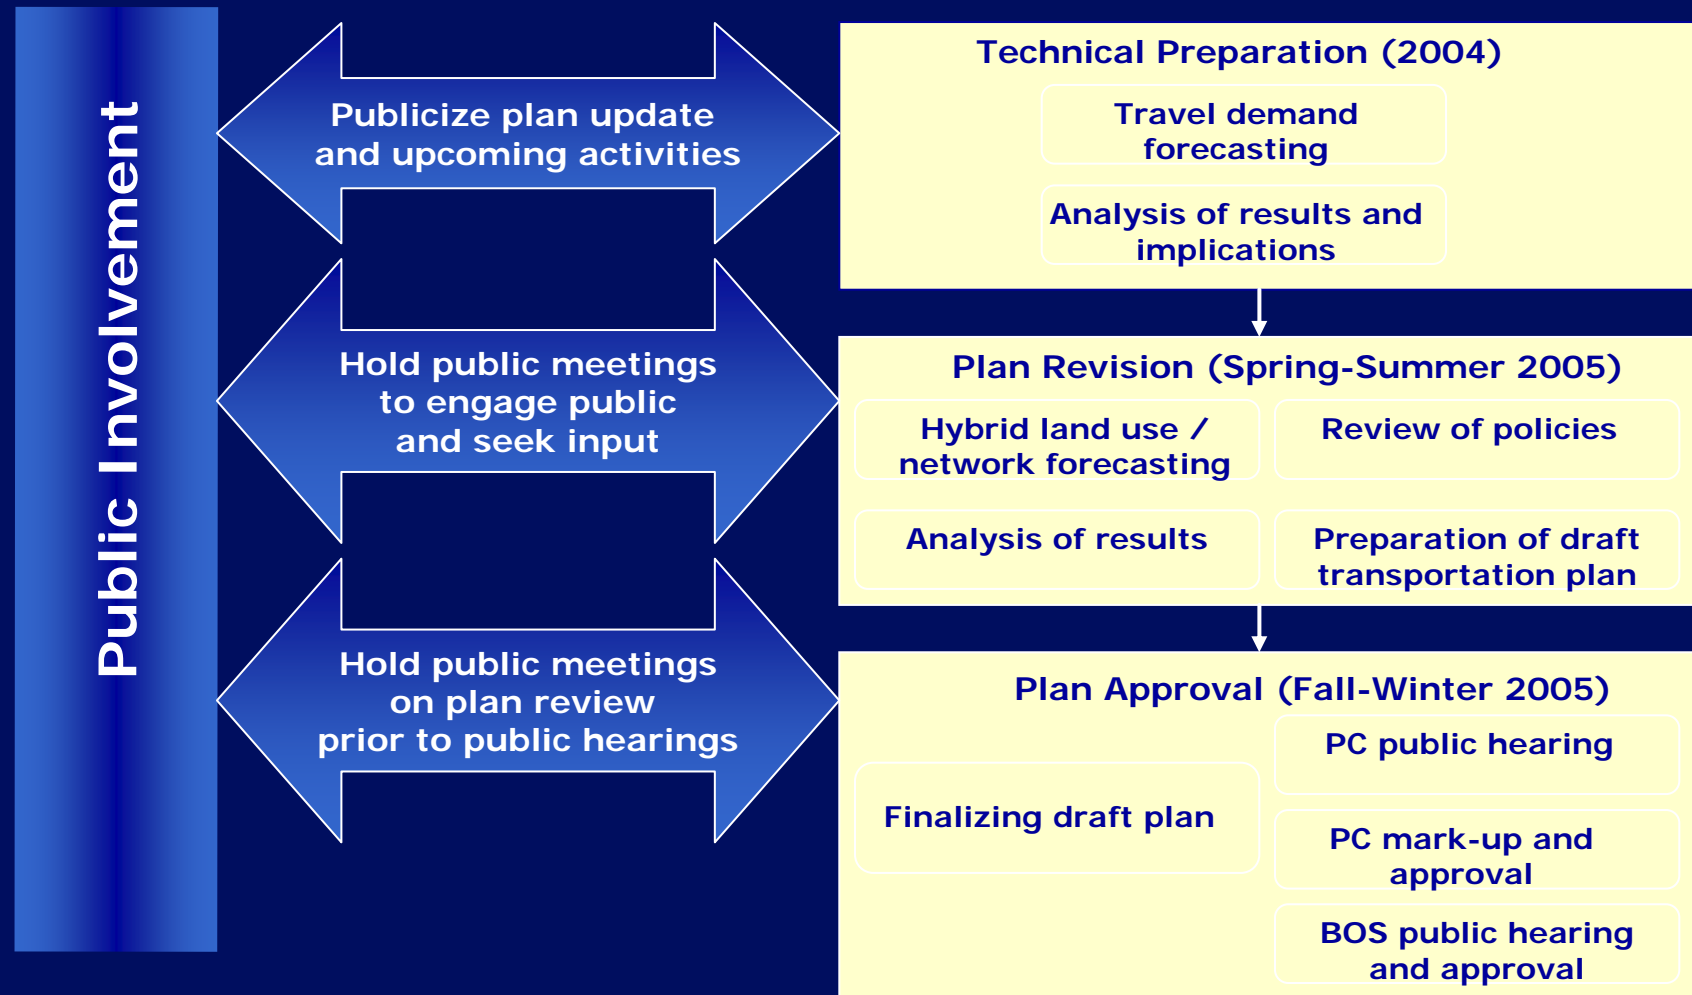 Public Involvement
Publicize plan update
and upcoming activities
Hold public meetings
to engage public
and seek input
Hold public meetings
on plan review
prior to public hearings
Technical Preparation (2004)
Travel demand
forecasting
Analysis of results and
implications
Plan Revision (Spring-Summer 2005)
Hybrid land use /
network forecasting
Review of policies
Analysis of results
Preparation of draft
transportation plan
Plan Approval (Fall-Winter 2005)
Finalizing draft plan
PC public hearing
PC mark-up and
approval
BOS public hearing
and approval